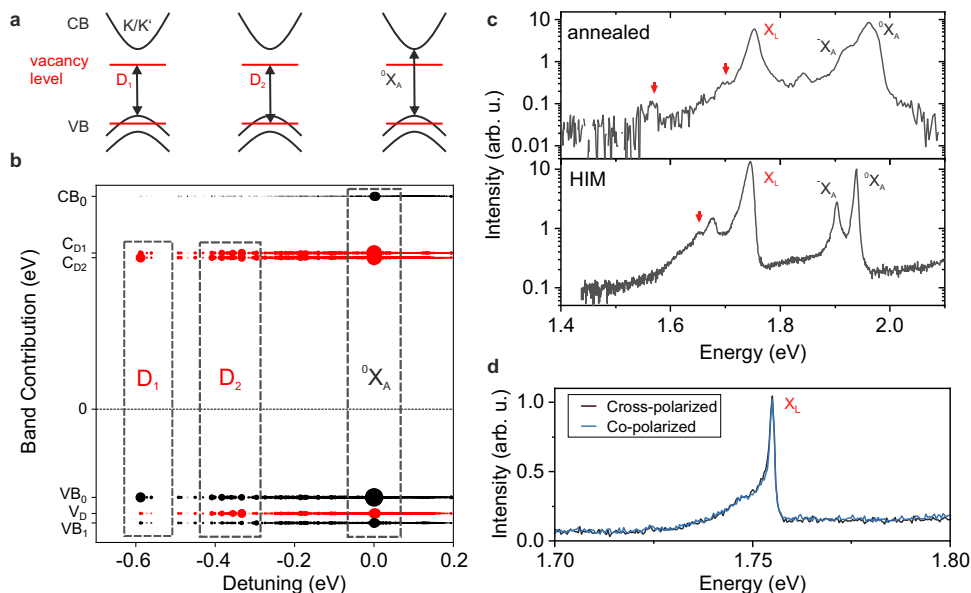 a
CB
K/K‘
vacancy
level
D1
D2
0XA
VB
b
Band Contribution (eV)
CB0
CD1
CD2
0
VB0
VD
VB1
D1
D2
0XA
-0.6
-0.4
-0.2
0.0
0.2
Detuning (eV)
c
annealed
XL
-XA
0XA
10
1
0.1
0.01
Intensity (arb. u.)
HIM
XL
-XA
0XA
10
1
0.1
1.4
1.6
1.8
2.0
Energy (eV)
d
Cross-polarized
Co-polarized
XL
Intensity (arb. u.)
1.0
0.5
0.0
1.70
1.75
1.80
Energy (eV)